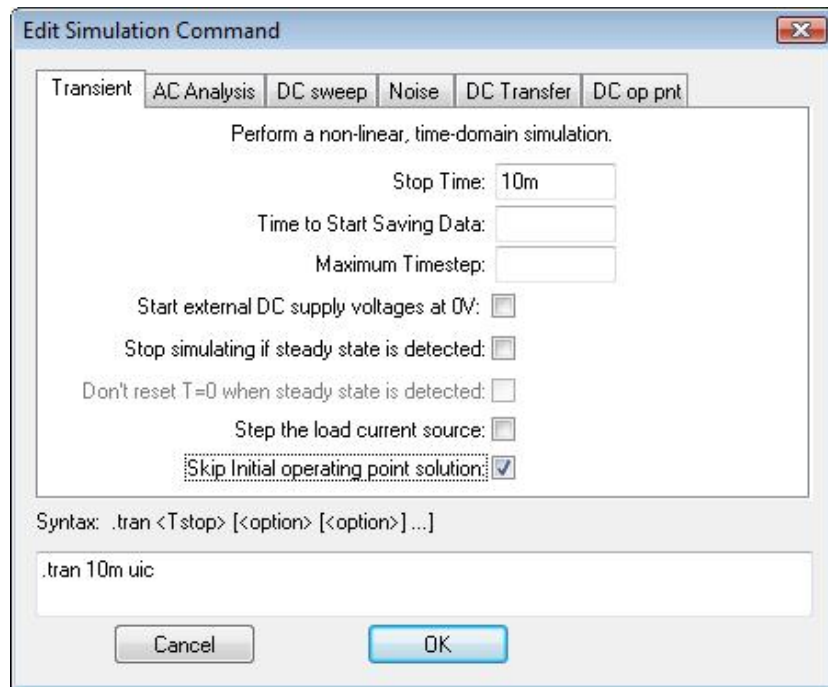 Edit Simulation Command
Transient AC Analysis DC sweep Noise DC Transfer DC op pnt
Perform a non-linear, time-domain simulation.
Stop Time: 10m
Time to Start Saving Data:
Maximum Timestep:
Start external DC supply voltages at 0V:
Stop simulating if steady state is detected:
Don't reset T=0 when steady state is detected:
Step the load current source:
Skip Initial operating point solution:
Syntax: .tran <Tstop> [<option> [<option>] ...]
.tran 10m uic
Cancel OK